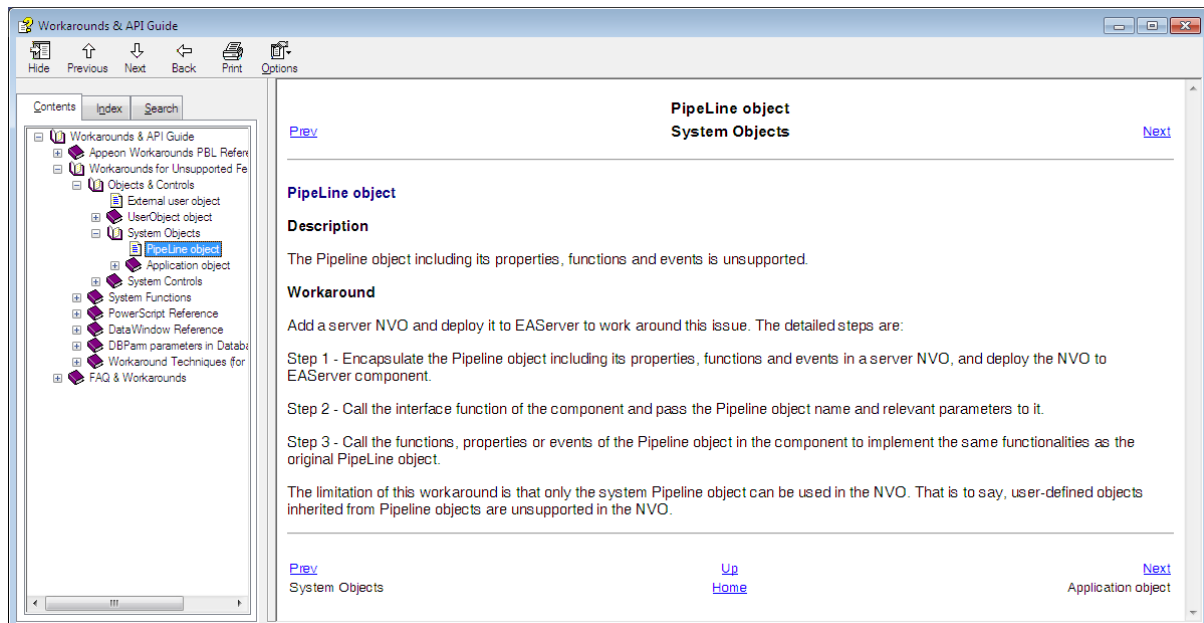 Workarounds & API Guide
Hide Previous Next Back Print Options
Contents Index Search
Workarounds & API Guide
Appeon Workarounds PBL Refere
Workarounds for Unsupported Fe
Objects & Controls
External user object
UserObject object
System Objects
PipeLine object
Application object
System Controls
System Functions
PowerScript Reference
DataWindow Reference
DBParm parameters in Databa
Workaround Techniques (for
FAQ & Workarounds
PipeLine object
Prev System Objects Next
PipeLine object
Description
The Pipeline object including its properties, functions and events is unsupported.
Workaround
Add a server NVO and deploy it to EAServer to work around this issue. The detailed steps are:
Step 1 - Encapsulate the Pipeline object including its properties, functions and events in a server NVO, and deploy the NVO to
EAServer component.
Step 2 - Call the interface function of the component and pass the Pipeline object name and relevant parameters to it.
Step 3 - Call the functions, properties or events of the Pipeline object in the component to implement the same functionalities as the
original PipeLine object.
The limitation of this workaround is that only the system Pipeline object can be used in the NVO. That is to say, user-defined objects
inherited from Pipeline objects are unsupported in the NVO.
Prev Up Next
System Objects Home Application object